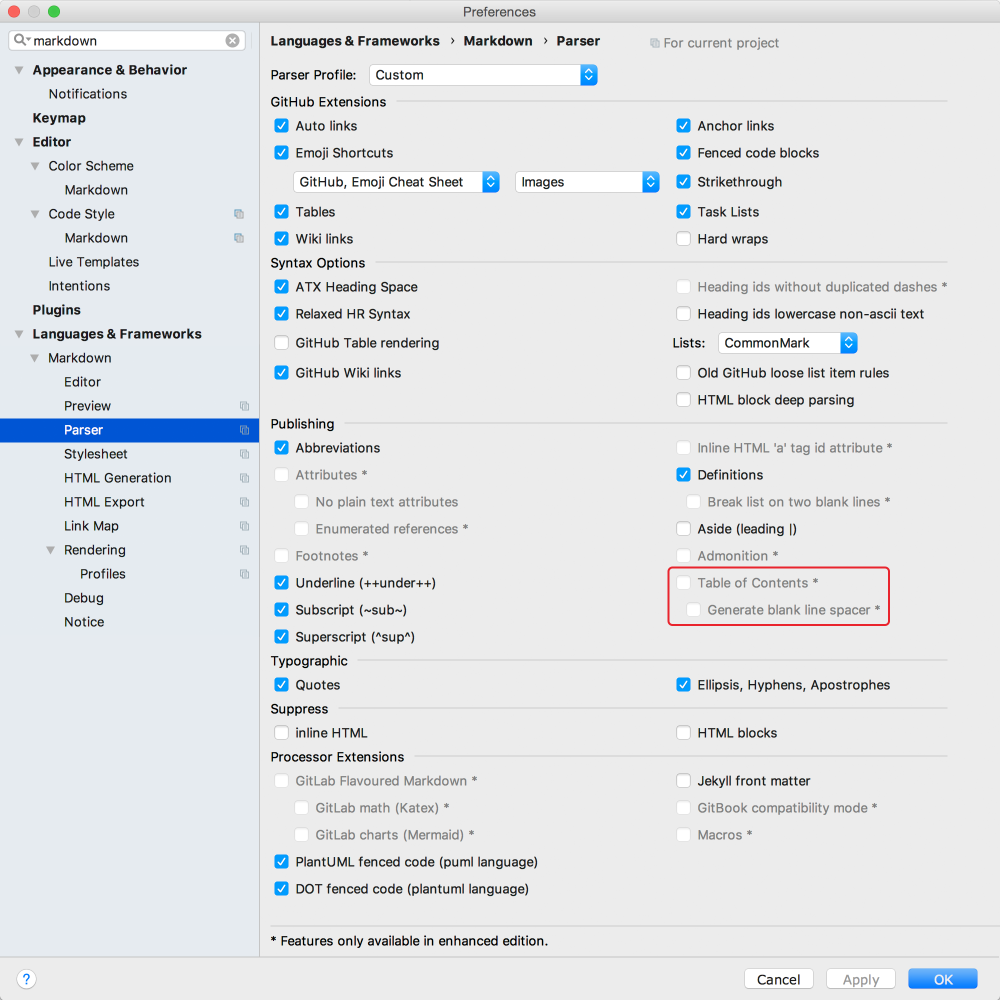 Preferences
markdown
Appearance & Behavior
Notifications
Keymap
Editor
Color Scheme
Markdown
Code Style
Markdown
Live Templates
Intentions
Plugins
Languages & Frameworks
Markdown
Editor
Preview
Parser
Stylesheet
HTML Generation
HTML Export
Link Map
Rendering
Profiles
Debug
Notice
?
Languages & Frameworks › Markdown › Parser
For current project
Parser Profile: Custom
GitHub Extensions
Auto links
Anchor links
Emoji Shortcuts
Fenced code blocks
GitHub, Emoji Cheat Sheet Images
Strikethrough
Tables
Task Lists
Wiki links
Hard wraps
Syntax Options
ATX Heading Space
Heading ids without duplicated dashes *
Relaxed HR Syntax
Heading ids lowercase non-ascii text
GitHub Table rendering
Lists: CommonMark
GitHub Wiki links
Old GitHub loose list item rules
HTML block deep parsing
Publishing
Abbreviations
Inline HTML 'a' tag id attribute *
Attributes *
Definitions
No plain text attributes
Break list on two blank lines *
Enumerated references *
Aside (leading |)
Footnotes *
Admonition *
Underline (++under++)
Table of Contents *
Subscript (~sub~)
Generate blank line spacer *
Superscript (^sup^)
Typographic
Quotes
Ellipsis, Hyphens, Apostrophes
Suppress
inline HTML
HTML blocks
Processor Extensions
GitLab Flavoured Markdown *
Jekyll front matter
GitLab math (Katex) *
GitBook compatibility mode *
GitLab charts (Mermaid) *
Macros *
PlantUML fenced code (puml language)
DOT fenced code (plantuml language)
* Features only available in enhanced edition.
Cancel
Apply
OK